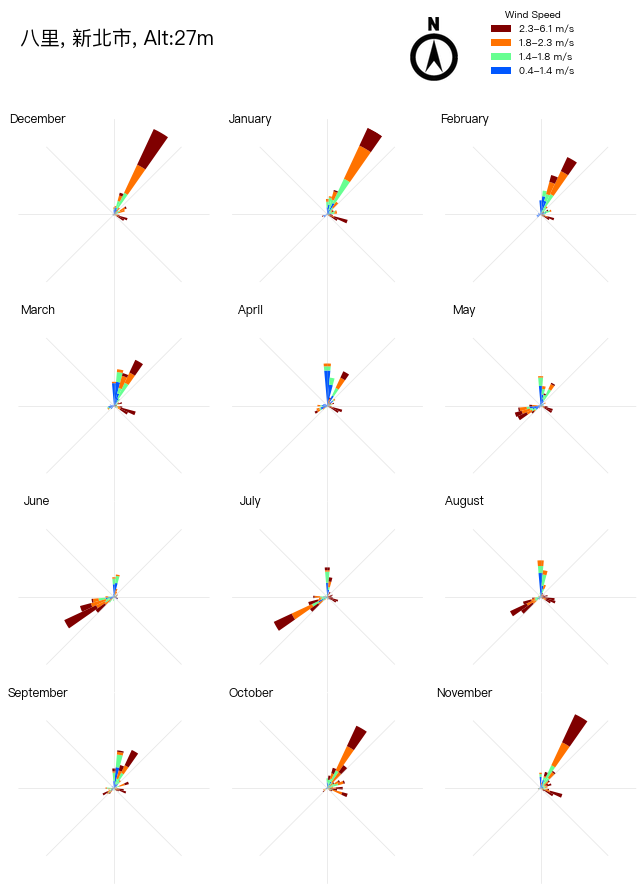 八里, 新北市, Alt:27m
N
Wind Speed
2.3–6.1 m/s
1.8–2.3 m/s
1.4–1.8 m/s
0.4–1.4 m/s
December
January
February
March
April
May
June
July
August
September
October
November